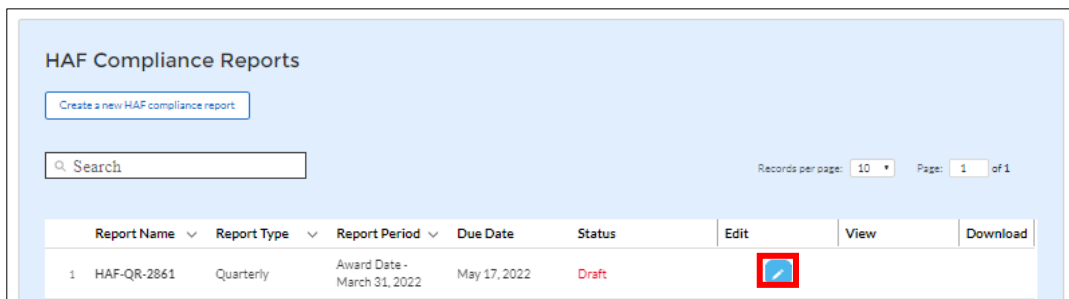 HAF Compliance Reports
Create a new HAF compliance report
Search
Records per page: 10 Page: 1 of 1
Report Name Report Type Report Period Due Date Status Edit View Download
1 HAF-QR-2861 Quarterly Award Date - May 17, 2022 Draft
March 31, 2022